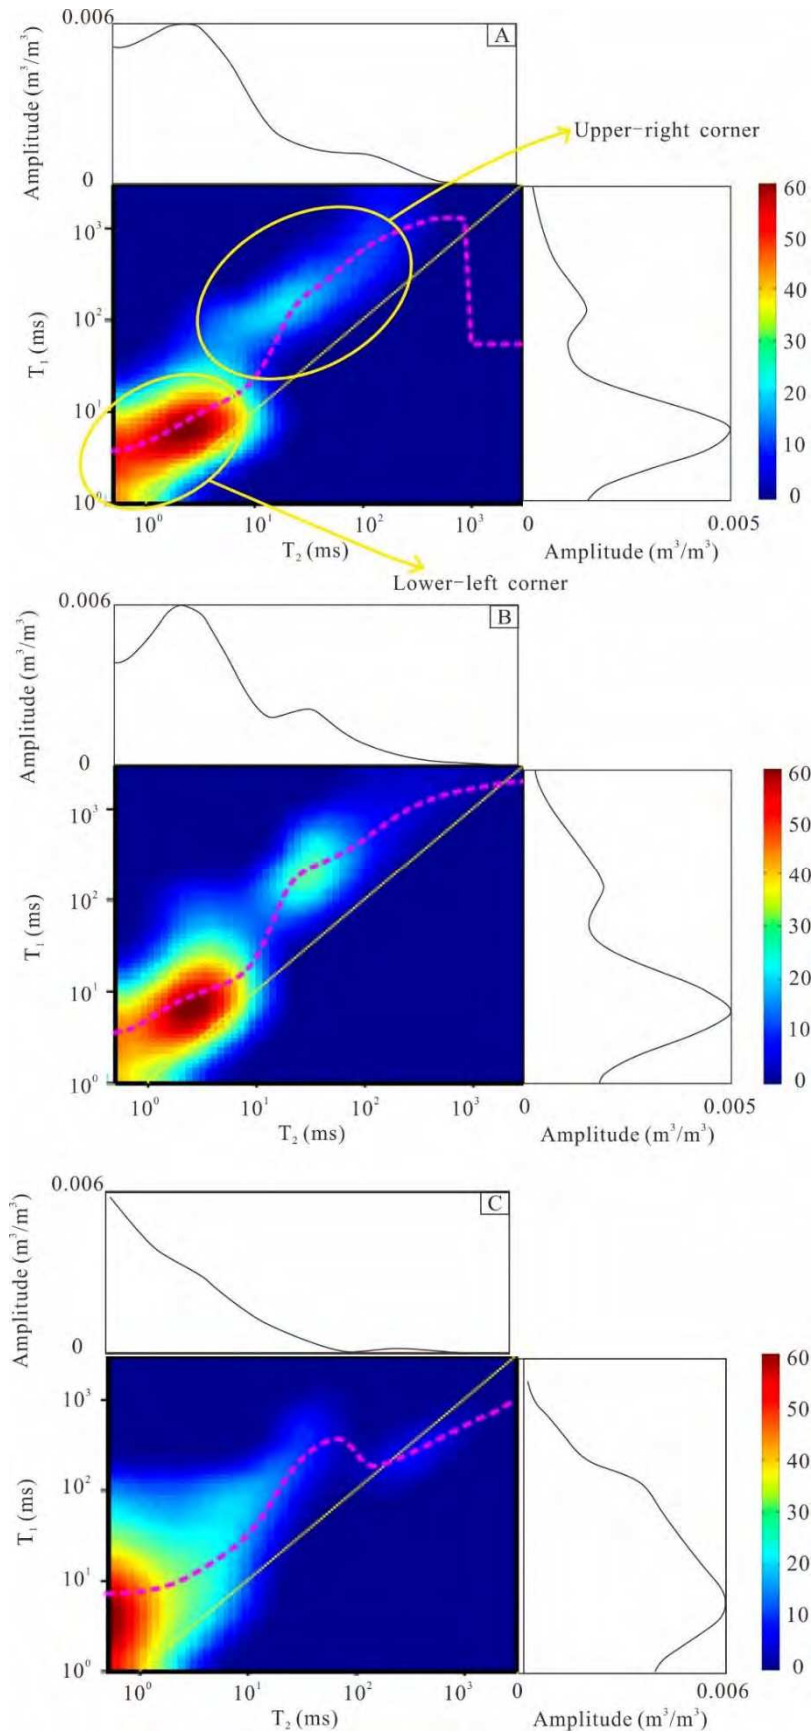 0.006
A
Amplitude (m³/m³)
Upper-right corner
0
60
50
40
30
20
10
0
10³
10²
10¹
10⁰
T₁ (ms)
10⁰ 10¹ 10² 10³
T₂ (ms)
0 0.005
Amplitude (m³/m³)
Lower-left corner
0.006
B
Amplitude (m³/m³)
0
60
50
40
30
20
10
0
10³
10²
10¹
10⁰
T₁ (ms)
10⁰ 10¹ 10² 10³
T₂ (ms)
0 0.005
Amplitude (m³/m³)
0.006
C
Amplitude (m³/m³)
0
60
50
40
30
20
10
0
10³
10²
10¹
10⁰
T₁ (ms)
10⁰ 10¹ 10² 10³
T₂ (ms)
0 0.006
Amplitude (m³/m³)